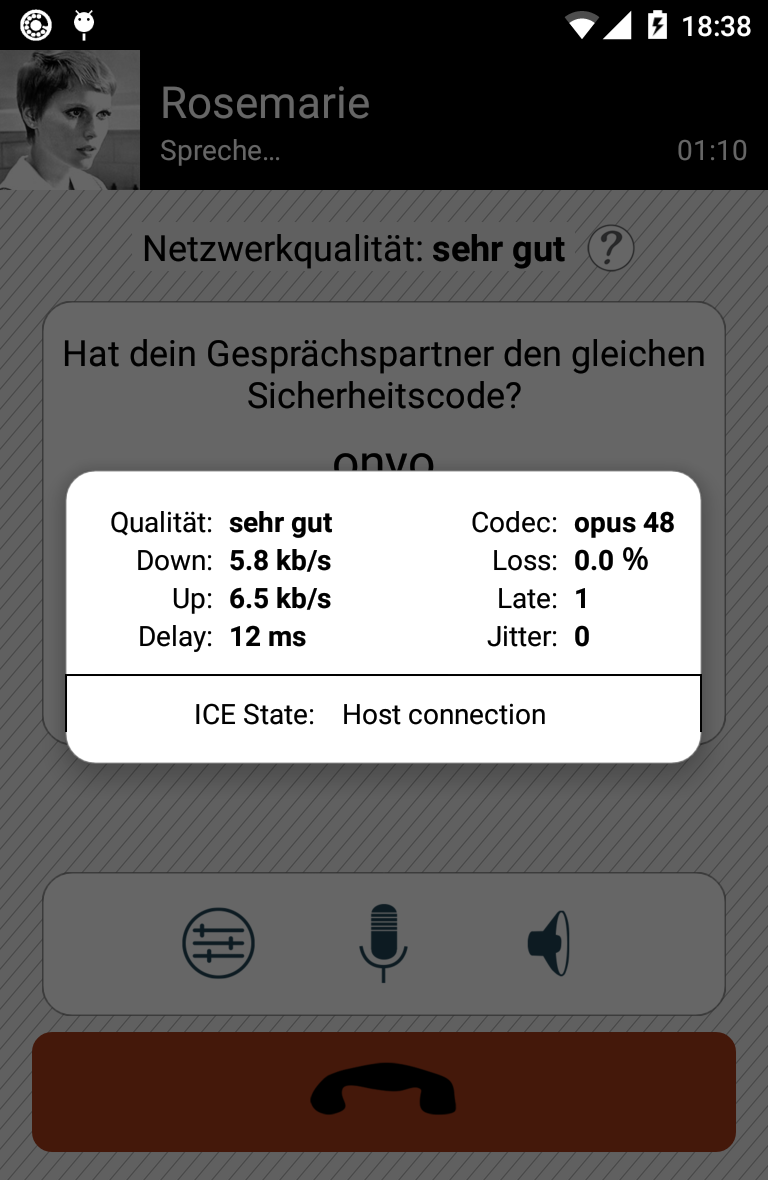 18:38
Rosemarie
Spreche...
01:10
Netzwerkqualität: sehr gut ?
Hat dein Gesprächspartner den gleichen
Sicherheitscode?
onvo
Qualität: sehr gut Codec: opus 48
Down: 5.8 kb/s Loss: 0.0 %
Up: 6.5 kb/s Late: 1
Delay: 12 ms Jitter: 0
ICE State: Host connection